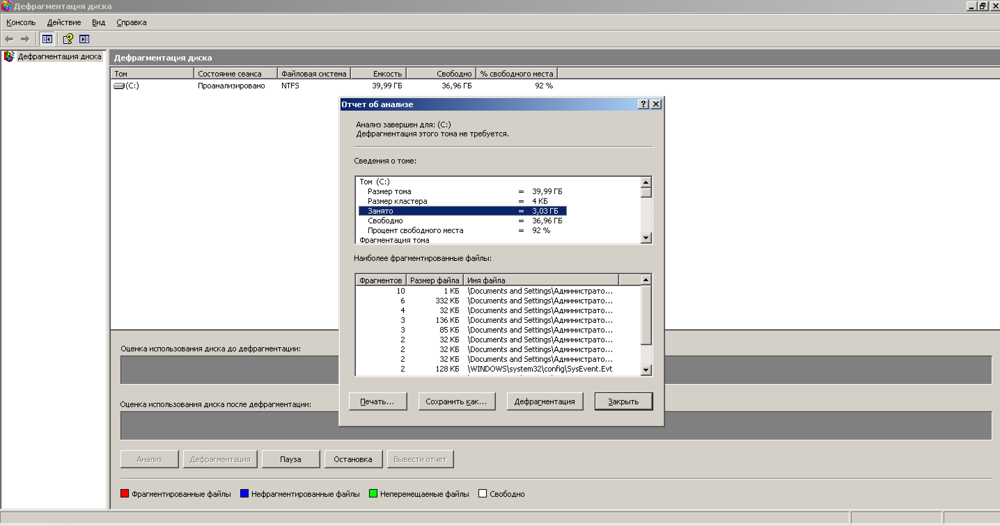 Дефрагментация диска
Консоль Действие Вид Справка
Дефрагментация диска
Дефрагментация диска
Том Состояние сеанса Файловая система Емкость Свободно % свободного места
(C:) Проанализировано NTFS 39,99 ГБ 36,96 ГБ 92 %
Отчет об анализе
Анализ завершен для: (C:)
Дефрагментация этого тома не требуется.
Сведения о томе:
Том (C:)
Размер тома = 39,99 ГБ
Размер кластера = 4 КБ
Занято = 3,03 ГБ
Свободно = 36,96 ГБ
Процент свободного места = 92 %
Фрагментация тома
Наиболее фрагментированные файлы:
Фрагментов Размер файла Имя файла
10 1 КБ \Documents and Settings\Администрато...
6 332 КБ \Documents and Settings\Администрато...
4 32 КБ \Documents and Settings\Администрато...
3 136 КБ \Documents and Settings\Администрато...
3 85 КБ \Documents and Settings\Администрато...
2 32 КБ \Documents and Settings\Администрато...
2 32 КБ \Documents and Settings\Администрато...
2 32 КБ \Documents and Settings\Администрато...
2 128 КБ \WINDOWS\system32\config\SysEvent.Evt
Печать... Сохранить как... Дефрагментация Закрыть
Оценка использования диска до дефрагментации:
Оценка использования диска после дефрагментации:
Анализ Дефрагментация Пауза Остановка Вывести отчет
Фрагментированные файлы Нефрагментированные файлы Неперемещаемые файлы Свободно